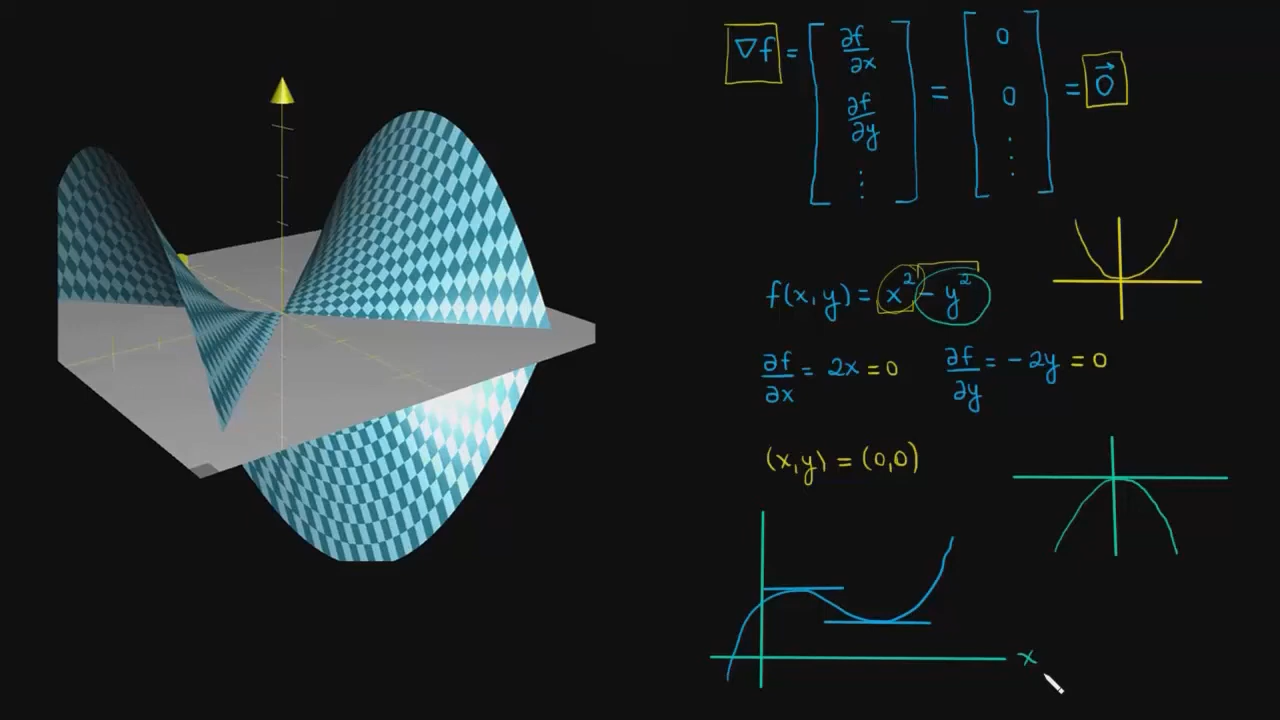 ∇f = [ ∂f/∂x ∂f/∂y ⋮ ] = [ 0 0 ⋮ ] = 0⃗
f(x, y) = x² - y²
∂f/∂x = 2x = 0 ∂f/∂y = -2y = 0
(x, y) = (0,0)
x